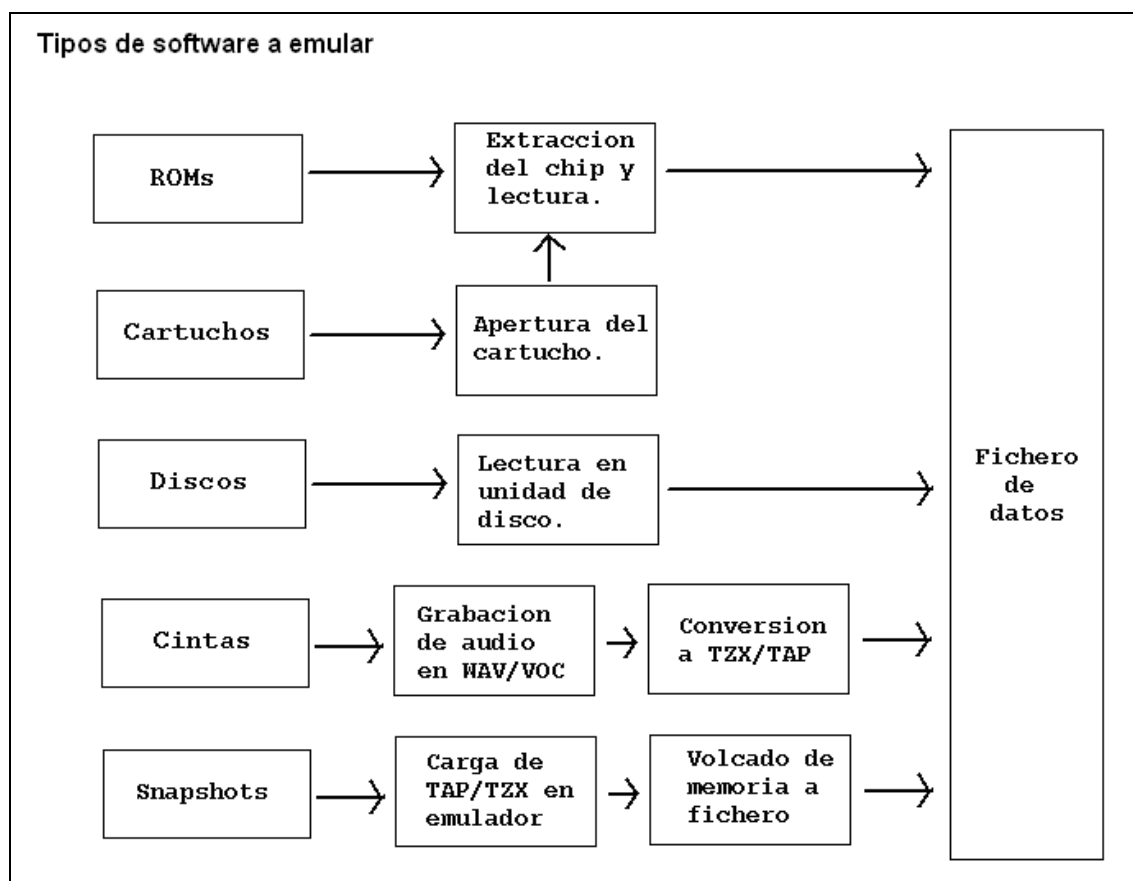 Tipos de software a emular
ROMs
Extraccion
del chip y
lectura.
Cartuchos
Apertura del
cartucho.
Discos
Lectura en
unidad de
disco.
Cintas
Grabacion
de audio
en WAV/VOC
Conversion
a TZX/TAP
Snapshots
Carga de
TAP/TZX en
emulador
Volcado de
memoria a
fichero
Fichero
de
datos